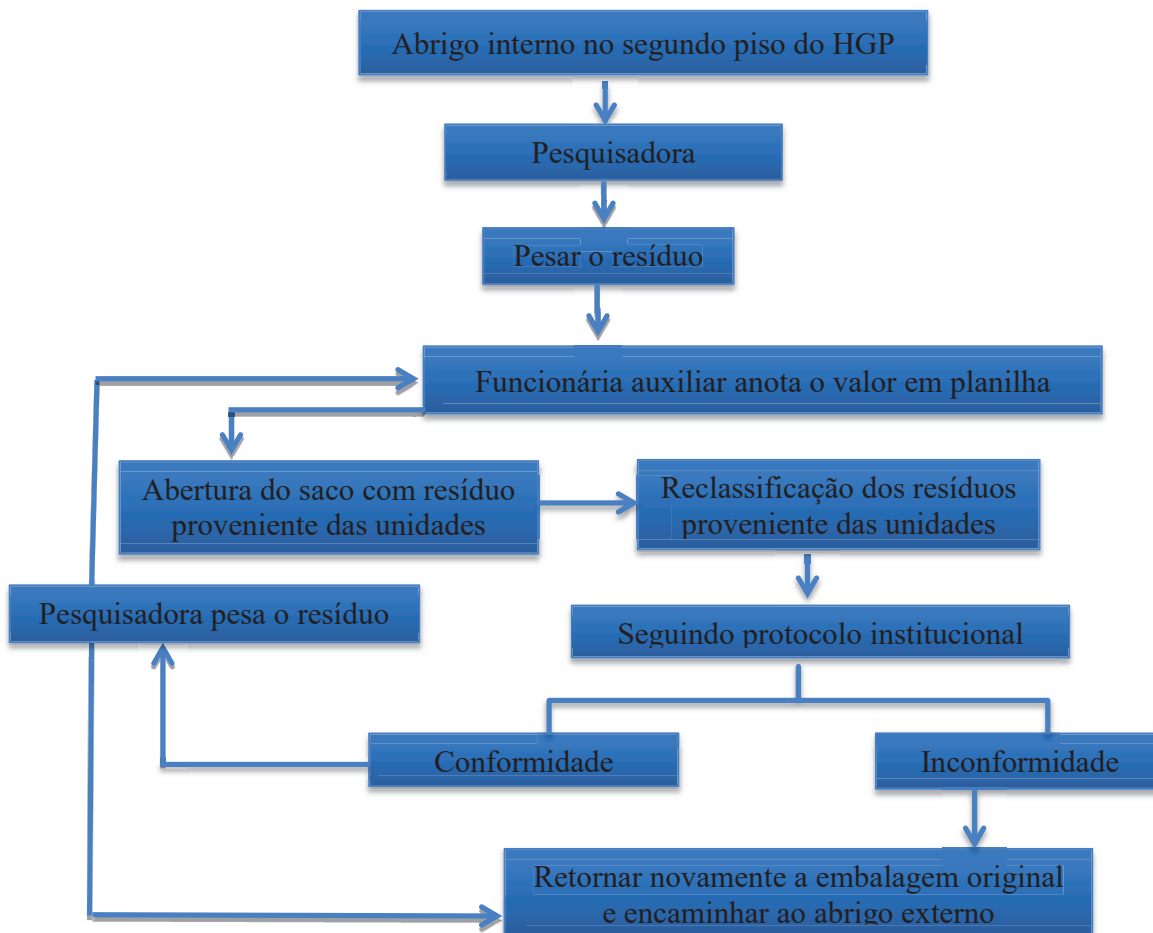 Abrigo interno no segundo piso do HGP
Pesquisadora
Pesar o resíduo
Funcionária auxiliar anota o valor em planilha
Abertura do saco com resíduo
proveniente das unidades
Reclassificação dos resíduos
proveniente das unidades
Pesquisadora pesa o resíduo
Seguindo protocolo institucional
Conformidade
Inconformidade
Retornar novamente a embalagem original
e encaminhar ao abrigo externo